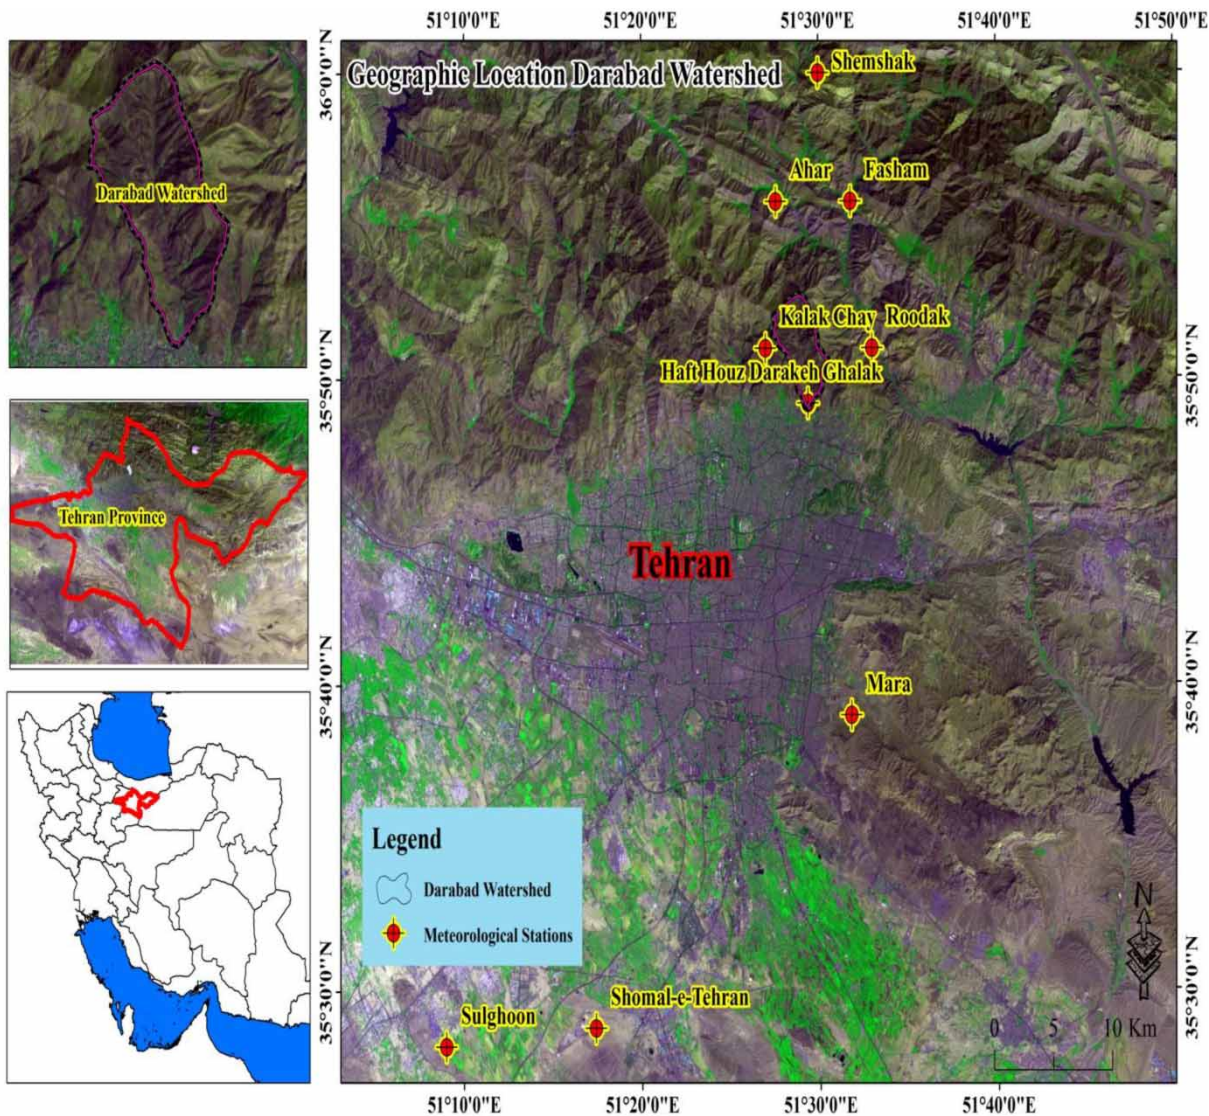 51°10'0"E
51°20'0"E
51°30'0"E
51°40'0"E
51°50'0"E
Geographic Location Darabad Watershed
Shemshak
Ahar
Fasham
Kalak Chay
Roodak
Haft Houz Darakeh Ghalak
Tehran
Mara
Legend
Darabad Watershed
Meteorological Stations
Shomal-e-Tehran
Sulghoon
N
0 5 10 Km
36°0'0"N
35°50'0"N
35°40'0"N
35°30'0"N
36°0'0"N
35°50'0"N
35°40'0"N
35°30'0"N
51°10'0"E
51°20'0"E
51°30'0"E
51°40'0"E
Darabad Watershed
Tehran Province